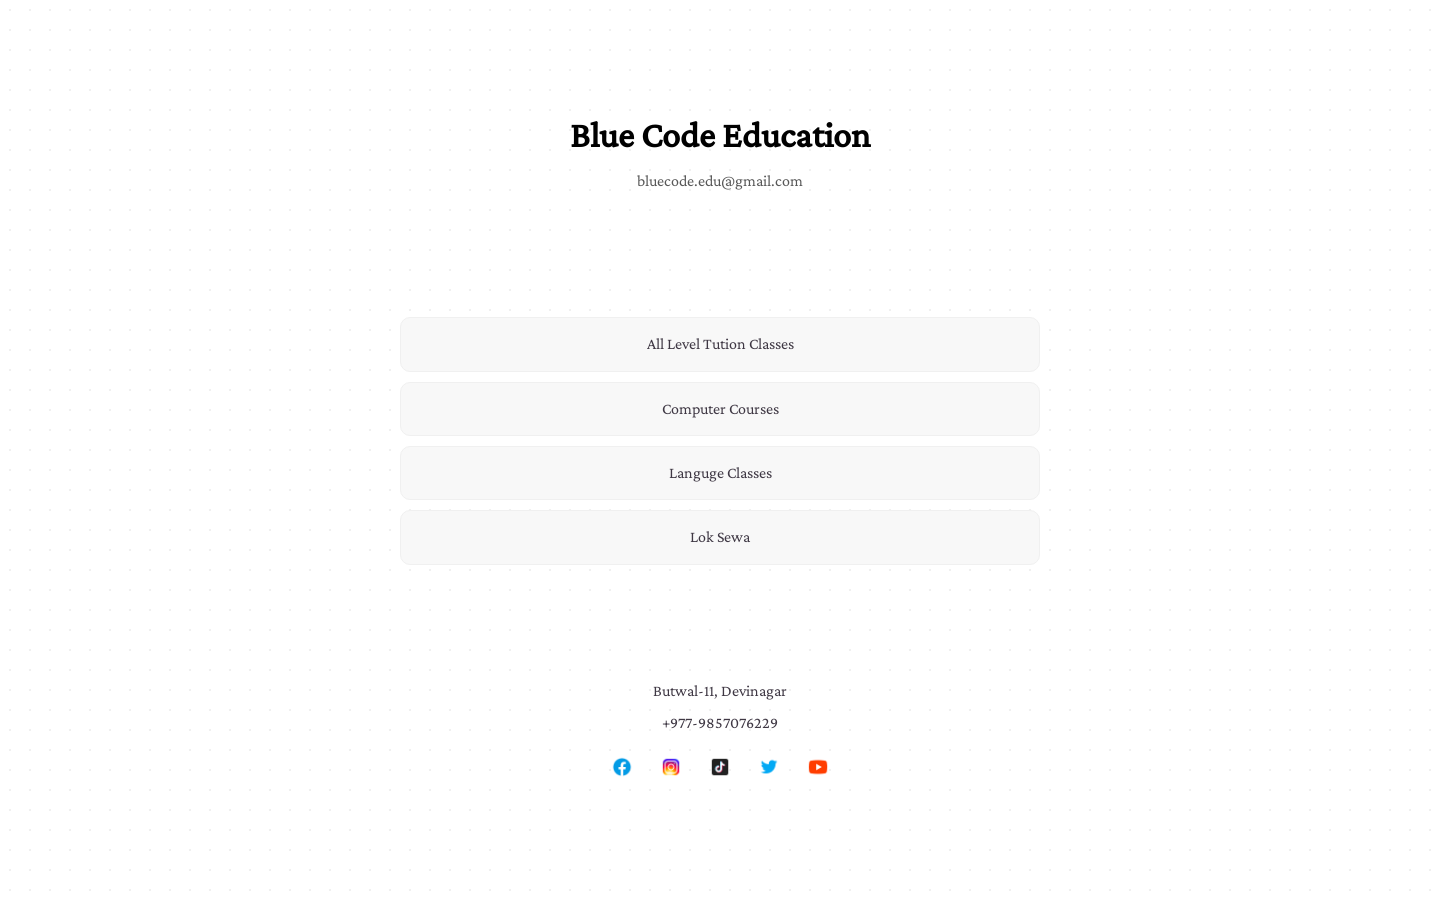 Blue Code Education
bluecode.edu@gmail.com
All Level Tution Classes
Computer Courses
Languge Classes
Lok Sewa
Butwal-11, Devinagar
+977-9857076229